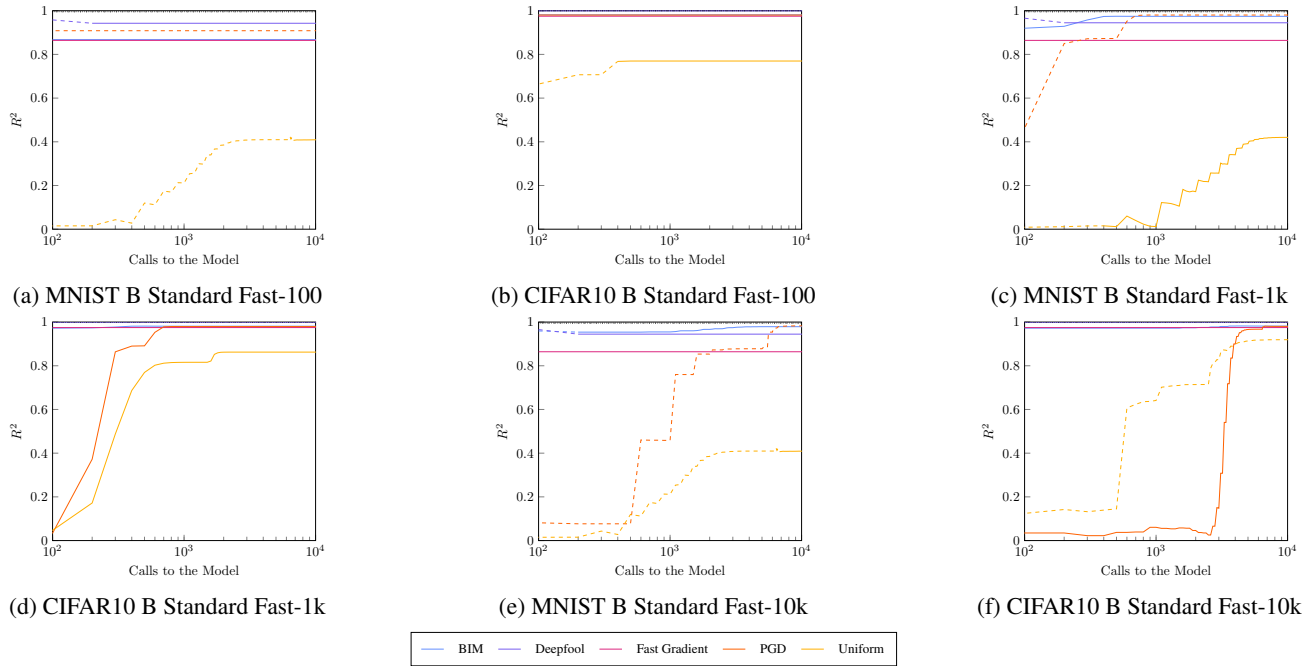 1
0.8
0.6
0.4
0.2
0
R²
10² 10³ 10⁴
Calls to the Model
(a) MNIST B Standard Fast-100
1
0.8
0.6
0.4
0.2
0
R²
10² 10³ 10⁴
Calls to the Model
(b) CIFAR10 B Standard Fast-100
1
0.8
0.6
0.4
0.2
0
R²
10² 10³ 10⁴
Calls to the Model
(c) MNIST B Standard Fast-1k
1
0.8
0.6
0.4
0.2
0
R²
10² 10³ 10⁴
Calls to the Model
(d) CIFAR10 B Standard Fast-1k
1
0.8
0.6
0.4
0.2
0
R²
10² 10³ 10⁴
Calls to the Model
(e) MNIST B Standard Fast-10k
1
0.8
0.6
0.4
0.2
0
R²
10² 10³ 10⁴
Calls to the Model
(f) CIFAR10 B Standard Fast-10k
BIM Deepfool Fast Gradient PGD Uniform